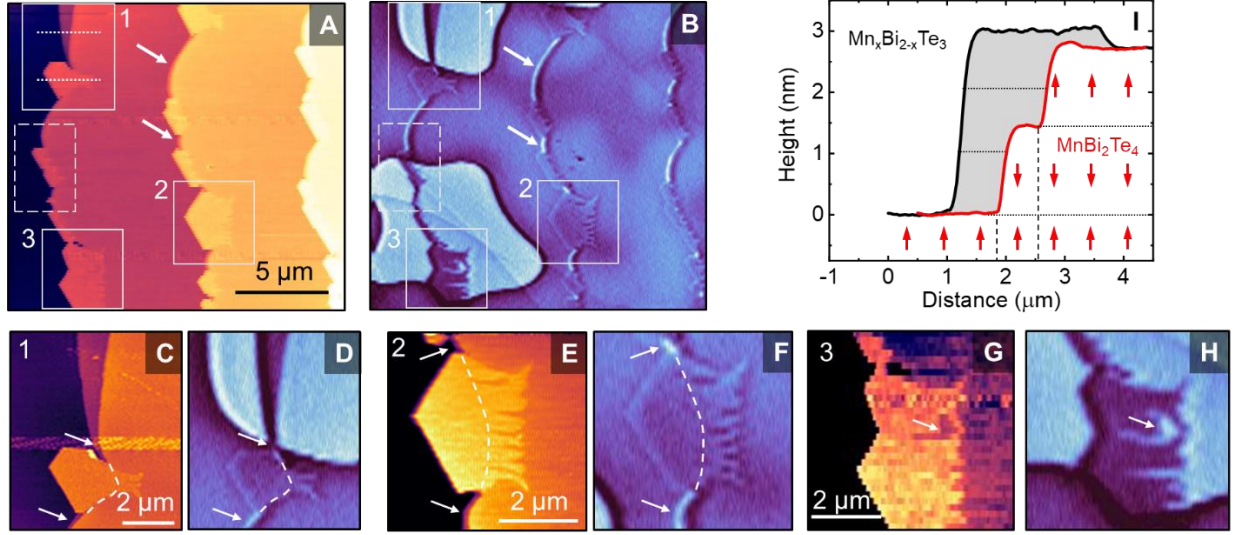 A
1
2
3
5 μm
B
1
2
3
I
Height (nm)
3
2
1
0
MnxBi2-xTe3
MnBi2Te4
-1 0 1 2 3 4
Distance (μm)
1
C
2 μm
D
2
E
2 μm
F
3
G
2 μm
H